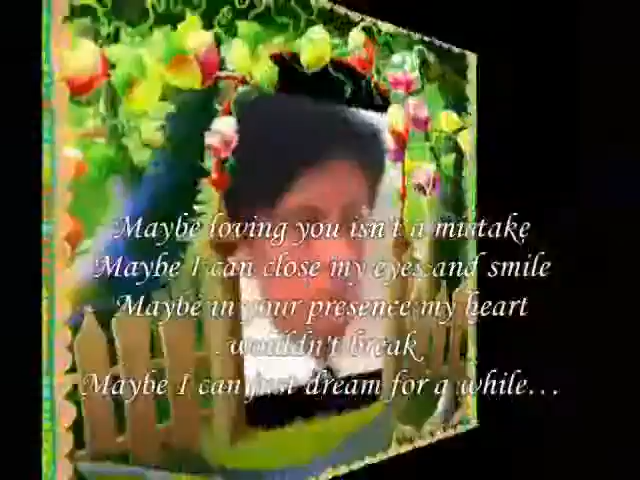 Maybe loving you isn't a mistake
Maybe I can close my eyes and smile
Maybe in your presence my heart
wouldn't break
Maybe I can just dream for a while...